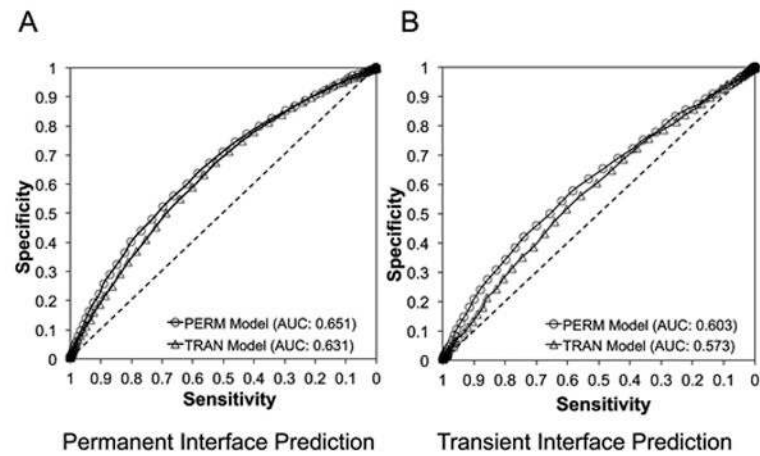 A
1
0.9
0.8
0.7
0.6
0.5
0.4
0.3
0.2
0.1
0
Specificity
PERM Model (AUC: 0.651)
TRAN Model (AUC: 0.631)
1 0.9 0.8 0.7 0.6 0.5 0.4 0.3 0.2 0.1 0
Sensitivity
Permanent Interface Prediction
B
1
0.9
0.8
0.7
0.6
0.5
0.4
0.3
0.2
0.1
0
Specificity
PERM Model (AUC: 0.603)
TRAN Model (AUC: 0.573)
1 0.9 0.8 0.7 0.6 0.5 0.4 0.3 0.2 0.1 0
Sensitivity
Transient Interface Prediction